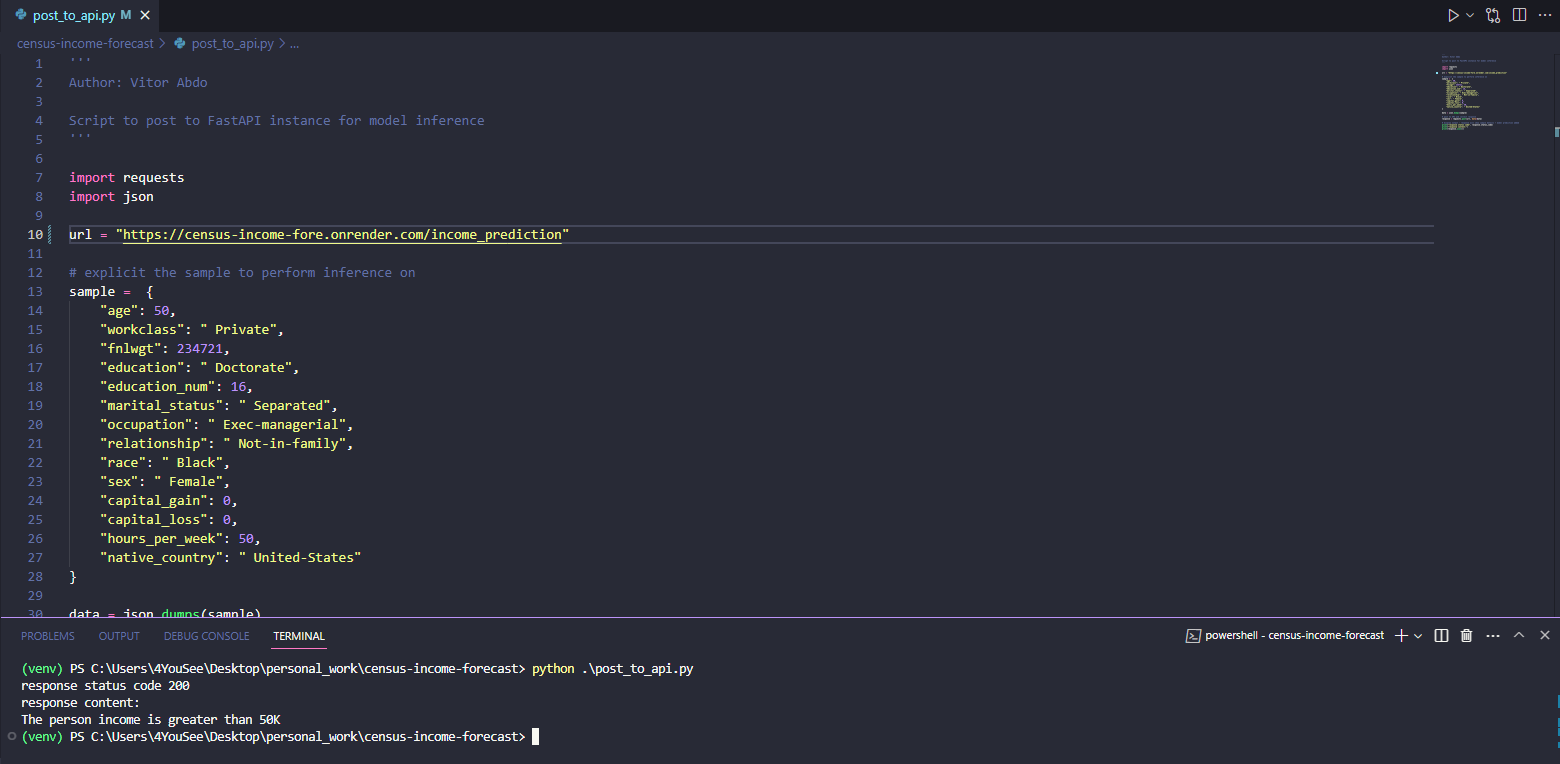 post_to_api.py M
census-income-forecast > post_to_api.py > ...
1 '''
2 Author: Vitor Abdo
3
4 Script to post to FastAPI instance for model inference
5 '''
6
7 import requests
8 import json
9
10 url = "https://census-income-fore.onrender.com/income_prediction"
11
12 # explicit the sample to perform inference on
13 sample =  {
14     "age": 50,
15     "workclass": " Private",
16     "fnlwgt": 234721,
17     "education": " Doctorate",
18     "education_num": 16,
19     "marital_status": " Separated",
20     "occupation": " Exec-managerial",
21     "relationship": " Not-in-family",
22     "race": " Black",
23     "sex": " Female",
24     "capital_gain": 0,
25     "capital_loss": 0,
26     "hours_per_week": 50,
27     "native_country": " United-States"
28 }
29
30 data = json.dumps(sample)
PROBLEMS OUTPUT DEBUG CONSOLE TERMINAL powershell - census-income-forecast
(venv) PS C:\Users\4YouSee\Desktop\personal_work\census-income-forecast> python .\post_to_api.py
response status code 200
response content:
The person income is greater than 50K
(venv) PS C:\Users\4YouSee\Desktop\personal_work\census-income-forecast>